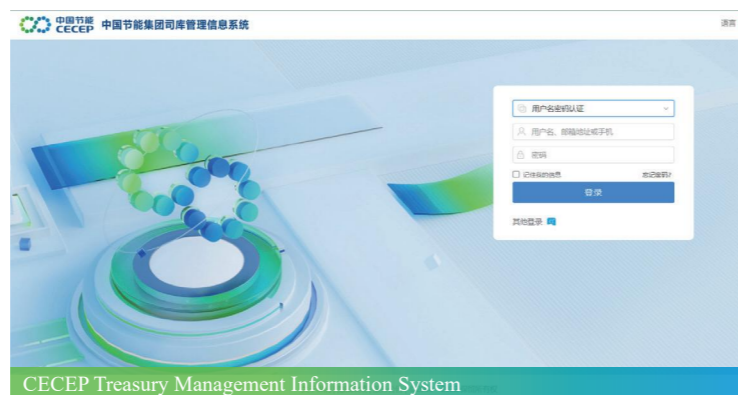 中国节能
CECEP
中国节能集团司库管理信息系统
语言
用户名密码认证
用户名、邮箱地址或手机
密码
记住我的信息
忘记密码?
登录
其他登录
CECEP Treasury Management Information System